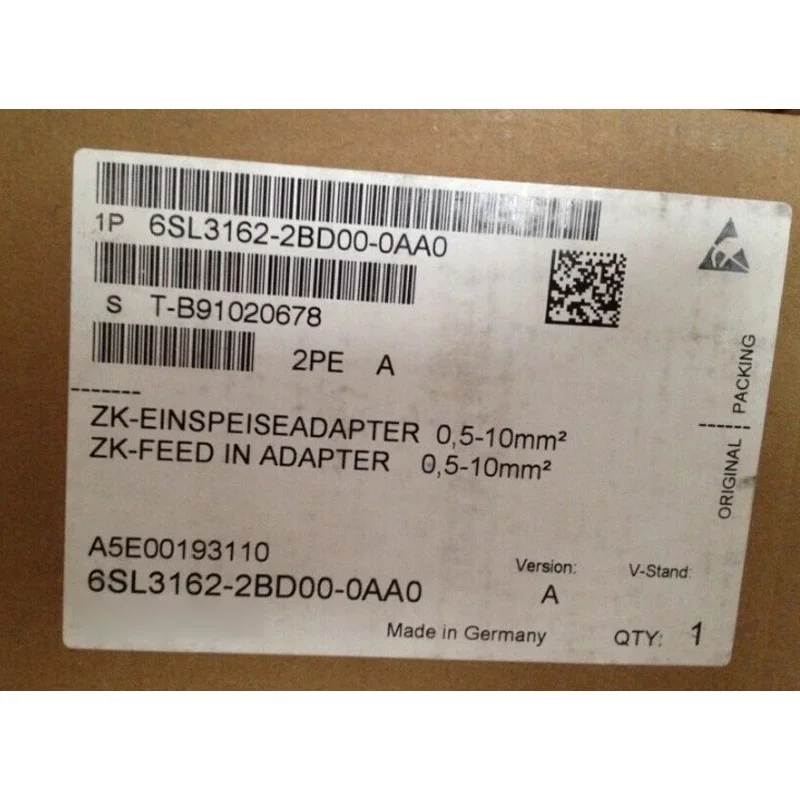 1P 6SL3162-2BD00-0AA0
S T-B91020678
2PE A
ZK-EINSPEISEADAPTER 0,5-10mm²
ZK-FEED IN ADAPTER 0,5-10mm²
ORIGINAL PACKING
A5E00193110
6SL3162-2BD00-0AA0
Version: V-Stand:
A
Made in Germany QTY: 1